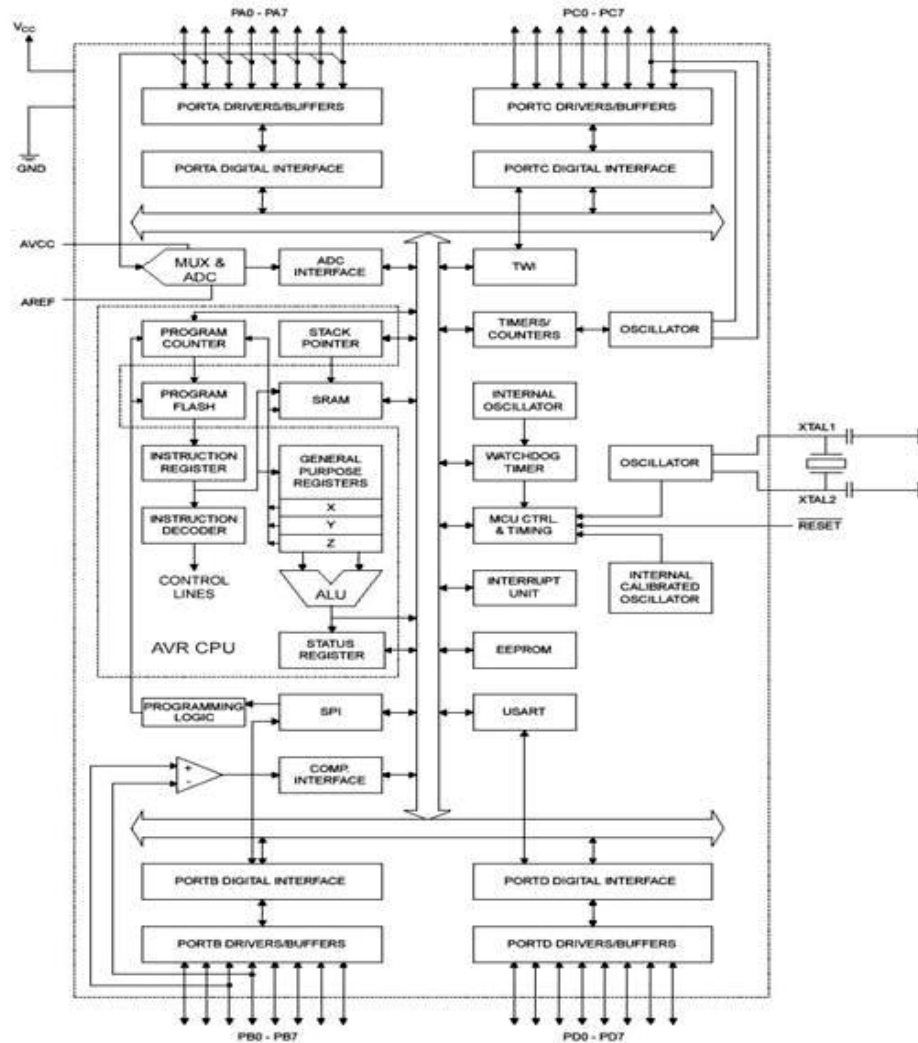 PA0 - PA7
PC0 - PC7
VCC
PORTA DRIVERS/BUFFERS
PORTC DRIVERS/BUFFERS
GND
PORTA DIGITAL INTERFACE
PORTC DIGITAL INTERFACE
AVCC
MUX &
ADC
ADC
INTERFACE
TWI
AREF
PROGRAM
COUNTER
STACK
POINTER
TIMERS/
COUNTERS
OSCILLATOR
PROGRAM
FLASH
SRAM
INTERNAL
OSCILLATOR
XTAL1
INSTRUCTION
REGISTER
GENERAL
PURPOSE
REGISTERS
WATCHDOG
TIMER
OSCILLATOR
XTAL2
X
INSTRUCTION
DECODER
Y
MCU CTRL.
& TIMING
RESET
Z
CONTROL
LINES
ALU
INTERRUPT
UNIT
INTERNAL
CALIBRATED
OSCILLATOR
AVR CPU
STATUS
REGISTER
EEPROM
PROGRAMMING
LOGIC
SPI
USART
+
-
COMP.
INTERFACE
PORTB DIGITAL INTERFACE
PORTD DIGITAL INTERFACE
PORTB DRIVERS/BUFFERS
PORTD DRIVERS/BUFFERS
PB0 - PB7
PD0 - PD7